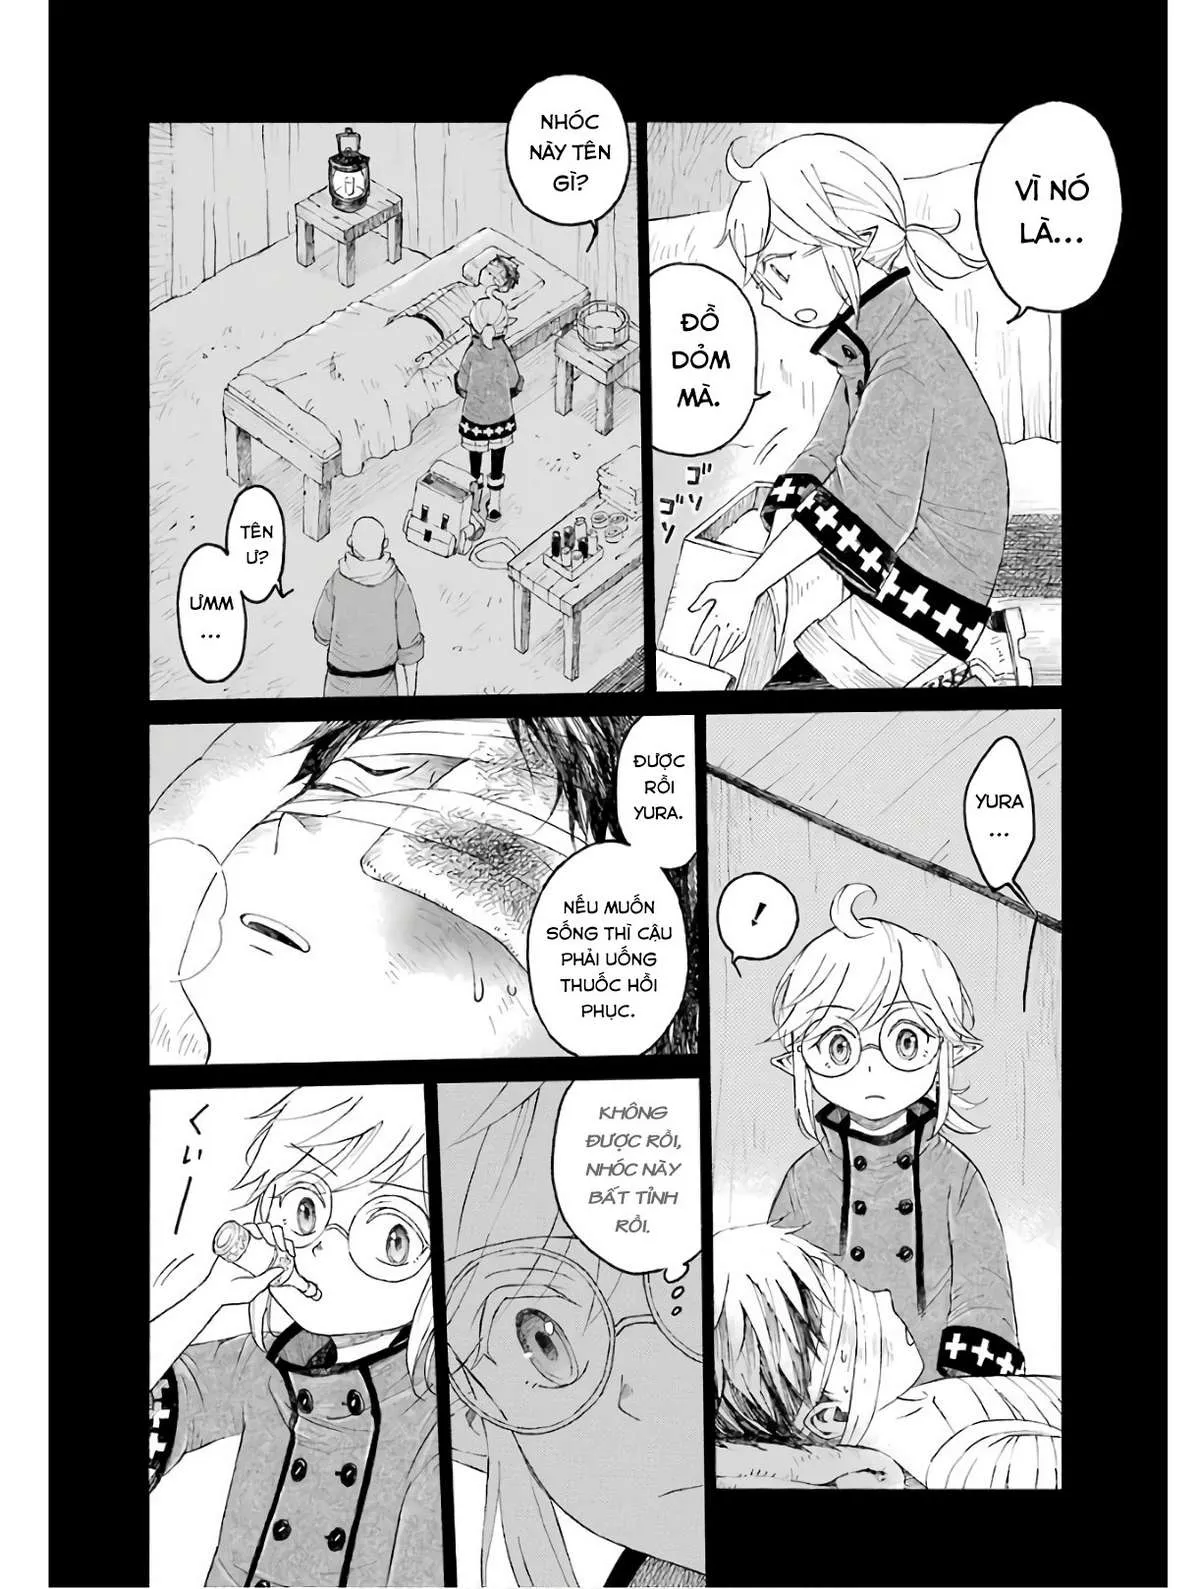 VÌ NÓ
LÀ...
ĐỒ
DỎM
MÀ.
ゴソ
ゴソ
NHÓC
NÀY TÊN
GÌ?
TÊN
Ư?
ƯMM
...
YURA
...
!
ĐƯỢC
RỒI
YURA.
NẾU MUỐN
SỐNG THÌ CẬU
PHẢI UỐNG
THUỐC HỒI
PHỤC.
KHÔNG
ĐƯỢC RỒI,
NHÓC NÀY
BẤT TỈNH
RỒI.
くいー